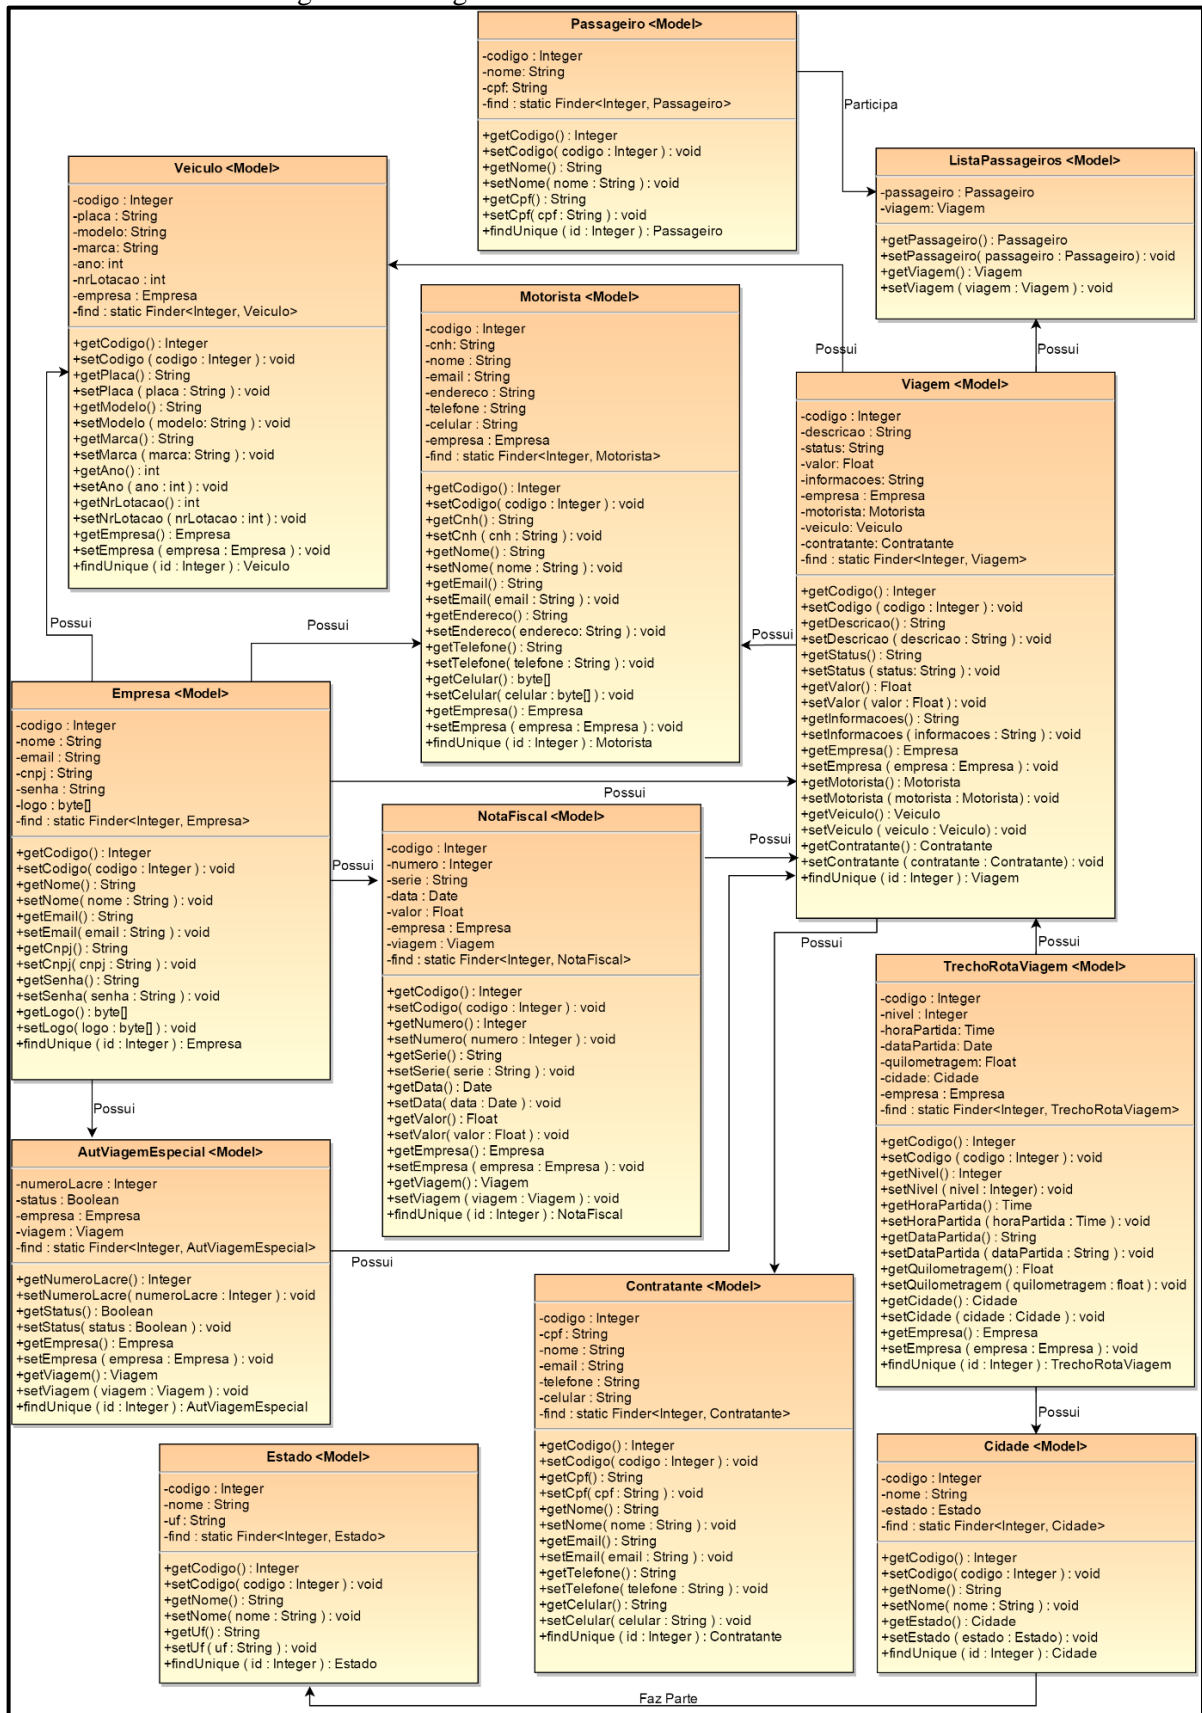 Passageiro <Model>
-codigo : Integer
-nome: String
-cpf: String
-find : static Finder<Integer, Passageiro>
+getCodigo() : Integer
+setCodigo( codigo : Integer ) : void
+getNome() : String
+setNome( nome : String ) : void
+getCpf() : String
+setCpf( cpf : String ) : void
+findUnique ( id : Integer ) : Passageiro
Participa
Veiculo <Model>
-codigo : Integer
-placa : String
-modelo: String
-marca: String
-ano: int
-nrLotacao : int
-empresa : Empresa
-find : static Finder<Integer, Veiculo>
+getCodigo() : Integer
+setCodigo ( codigo : Integer ) : void
+getPlaca() : String
+setPlaca ( placa : String ) : void
+getModelo() : String
+setModelo ( modelo: String ) : void
+getMarca() : String
+setMarca ( marca: String ) : void
+getAno() : int
+setAno ( ano : int ) : void
+getNrLotacao() : int
+setNrLotacao ( nrLotacao : int ) : void
+getEmpresa() : Empresa
+setEmpresa ( empresa : Empresa ) : void
+findUnique ( id : Integer ) : Veiculo
ListaPassageiros <Model>
-passageiro : Passageiro
-viagem: Viagem
+getPassageiro() : Passageiro
+setPassageiro( passageiro : Passageiro) : void
+getViagem() : Viagem
+setViagem ( viagem : Viagem ) : void
Motorista <Model>
-codigo : Integer
-cnh: String
-nome : String
-email : String
-endereco : String
-telefone : String
-celular : String
-empresa : Empresa
-find : static Finder<Integer, Motorista>
+getCodigo() : Integer
+setCodigo( codigo : Integer ) : void
+getCnh() : String
+setCnh ( cnh : String ) : void
+getNome() : String
+setNome( nome : String ) : void
+getEmail() : String
+setEmail( email : String ) : void
+getEndereco() : String
+setEndereco( endereco: String ) : void
+getTelefone() : String
+setTelefone( telefone : String ) : void
+getCelular() : byte[]
+setCelular( celular : byte[] ) : void
+getEmpresa() : Empresa
+setEmpresa ( empresa : Empresa ) : void
+findUnique ( id : Integer ) : Motorista
Possui
Possui
Viagem <Model>
-codigo : Integer
-descricao : String
-status: String
-valor: Float
-informacoes: String
-empresa : Empresa
-motorista: Motorista
-veiculo: Veiculo
-contratante: Contratante
-find : static Finder<Integer, Viagem>
+getCodigo() : Integer
+setCodigo ( codigo : Integer ) : void
+getDescricao() : String
+setDescricao ( descricao : String ) : void
+getStatus() : String
+setStatus ( status: String ) : void
+getValor() : Float
+setValor ( valor : Float ) : void
+getInformacoes() : String
+setInformacoes ( informacoes : String ) : void
+getEmpresa() : Empresa
+setEmpresa ( empresa : Empresa ) : void
+getMotorista() : Motorista
+setMotorista ( motorista : Motorista) : void
+getVeiculo() : Veiculo
+setVeiculo ( veiculo : Veiculo) : void
+getContratante() : Contratante
+setContratante ( contratante : Contratante) : void
+findUnique ( id : Integer ) : Viagem
Possui
Possui
Possui
Empresa <Model>
-codigo : Integer
-nome : String
-email : String
-cnpj : String
-senha : String
-logo : byte[]
-find : static Finder<Integer, Empresa>
+getCodigo() : Integer
+setCodigo( codigo : Integer ) : void
+getNome() : String
+setNome( nome : String ) : void
+getEmail() : String
+setEmail( email : String ) : void
+getCnpj() : String
+setCnpj( cnpj : String ) : void
+getSenha() : String
+setSenha( senha : String ) : void
+getLogo() : byte[]
+setLogo( logo : byte[] ) : void
+findUnique ( id : Integer ) : Empresa
Possui
Possui
Possui
NotaFiscal <Model>
-codigo : Integer
-numero : Integer
-serie : String
-data : Date
-valor : Float
-empresa : Empresa
-viagem : Viagem
-find : static Finder<Integer, NotaFiscal>
+getCodigo() : Integer
+setCodigo( codigo : Integer ) : void
+getNumero() : Integer
+setNumero( numero : Integer ) : void
+getSerie() : String
+setSerie( serie : String ) : void
+getData() : Date
+setData( data : Date ) : void
+getValor() : Float
+setValor( valor : Float ) : void
+getEmpresa() : Empresa
+setEmpresa ( empresa : Empresa ) : void
+getViagem() : Viagem
+setViagem ( viagem : Viagem ) : void
+findUnique ( id : Integer ) : NotaFiscal
Possui
Possui
TrechoRotaViagem <Model>
-codigo : Integer
-nivel : Integer
-horaPartida: Time
-dataPartida: Date
-quilometragem: Float
-cidade: Cidade
-empresa : Empresa
-find : static Finder<Integer, TrechoRotaViagem>
+getCodigo() : Integer
+setCodigo ( codigo : Integer ) : void
+getNivel() : Integer
+setNivel ( nivel : Integer) : void
+getHoraPartida() : Time
+setHoraPartida ( horaPartida : Time ) : void
+getDataPartida() : String
+setDataPartida ( dataPartida : String ) : void
+getQuilometragem() : Float
+setQuilometragem ( quilometragem : float ) : void
+getCidade() : Cidade
+setCidade ( cidade : Cidade ) : void
+getEmpresa() : Empresa
+setEmpresa ( empresa : Empresa ) : void
+findUnique ( id : Integer ) : TrechoRotaViagem
Possui
AutViagemEspecial <Model>
-numeroLacre : Integer
-status : Boolean
-empresa : Empresa
-viagem : Viagem
-find : static Finder<Integer, AutViagemEspecial>
+getNumeroLacre() : Integer
+setNumeroLacre( numeroLacre : Integer ) : void
+getStatus() : Boolean
+setStatus( status : Boolean ) : void
+getEmpresa() : Empresa
+setEmpresa ( empresa : Empresa ) : void
+getViagem() : Viagem
+setViagem ( viagem : Viagem ) : void
+findUnique ( id : Integer ) : AutViagemEspecial
Possui
Contratante <Model>
-codigo : Integer
-cpf : String
-nome : String
-email : String
-telefone : String
-celular : String
-find : static Finder<Integer, Contratante>
+getCodigo() : Integer
+setCodigo( codigo : Integer ) : void
+getCpf() : String
+setCpf( cpf : String ) : void
+getNome() : String
+setNome( nome : String ) : void
+getEmail() : String
+setEmail( email : String ) : void
+getTelefone() : String
+setTelefone( telefone : String ) : void
+getCelular() : String
+setCelular( celular : String ) : void
+findUnique ( id : Integer ) : Contratante
Possui
Estado <Model>
-codigo : Integer
-nome : String
-uf : String
-find : static Finder<Integer, Estado>
+getCodigo() : Integer
+setCodigo( codigo : Integer ) : void
+getNome() : String
+setNome( nome : String ) : void
+getUf() : String
+setUf ( uf : String ) : void
+findUnique ( id : Integer ) : Estado
Cidade <Model>
-codigo : Integer
-nome : String
-estado : Estado
-find : static Finder<Integer, Cidade>
+getCodigo() : Integer
+setCodigo( codigo : Integer ) : void
+getNome() : String
+setNome( nome : String ) : void
+getEstado() : Cidade
+setEstado ( estado : Estado) : void
+findUnique ( id : Integer ) : Cidade
Faz Parte